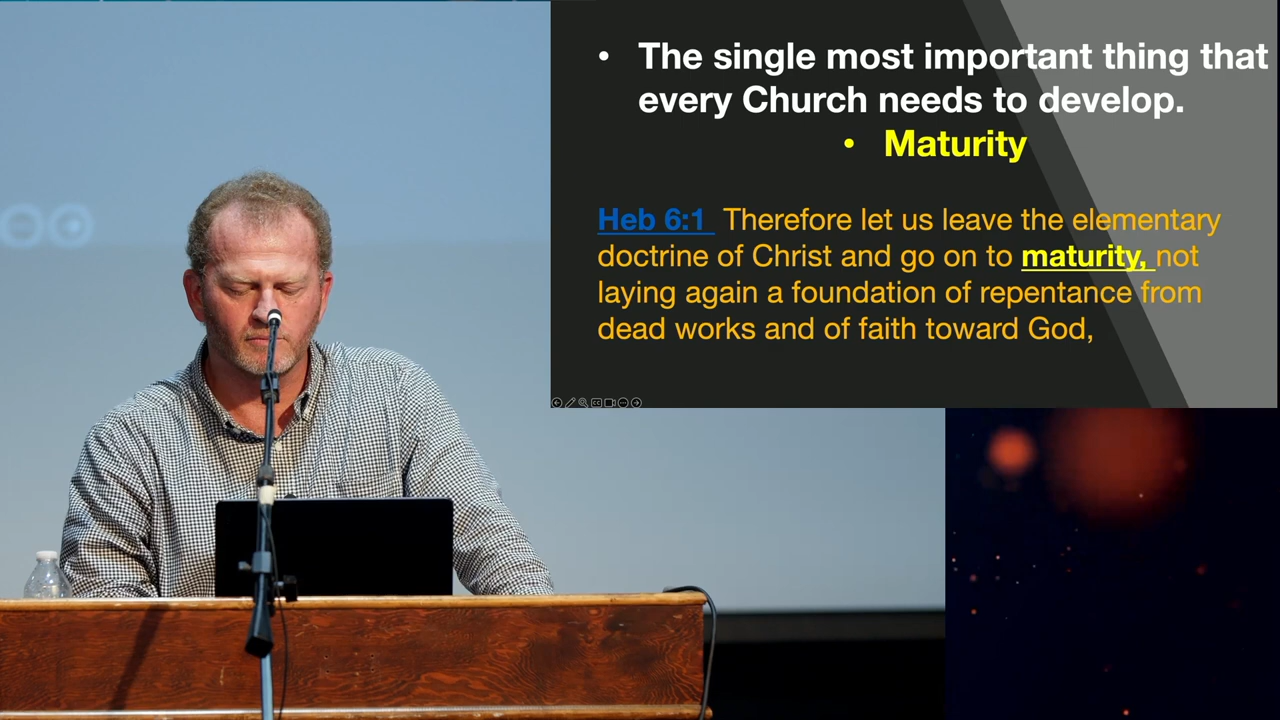 • The single most important thing that
every Church needs to develop.
• Maturity
Heb 6:1 Therefore let us leave the elementary
doctrine of Christ and go on to maturity, not
laying again a foundation of repentance from
dead works and of faith toward God,